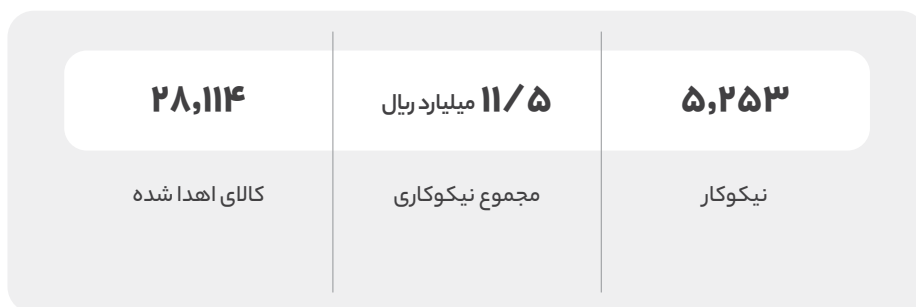 ۵,۲۵۳
نیکوکار
۱۱/۵ میلیارد ریال
مجموع نیکوکاری
۲۸,۱۱۴
کالای اهدا شده